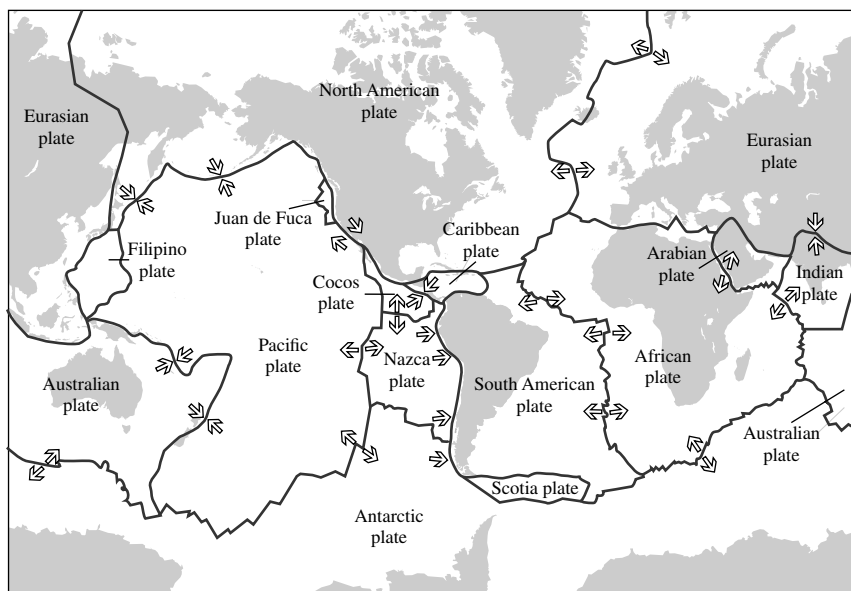 North American
plate
Eurasian
plate
Eurasian
plate
Juan de Fuca
plate
Caribbean
plate
Filipino
plate
Arabian
plate
Cocos
plate
Indian
plate
Pacific
plate
Nazca
plate
African
plate
Australian
plate
South American
plate
Australian
plate
Scotia plate
Antarctic
plate